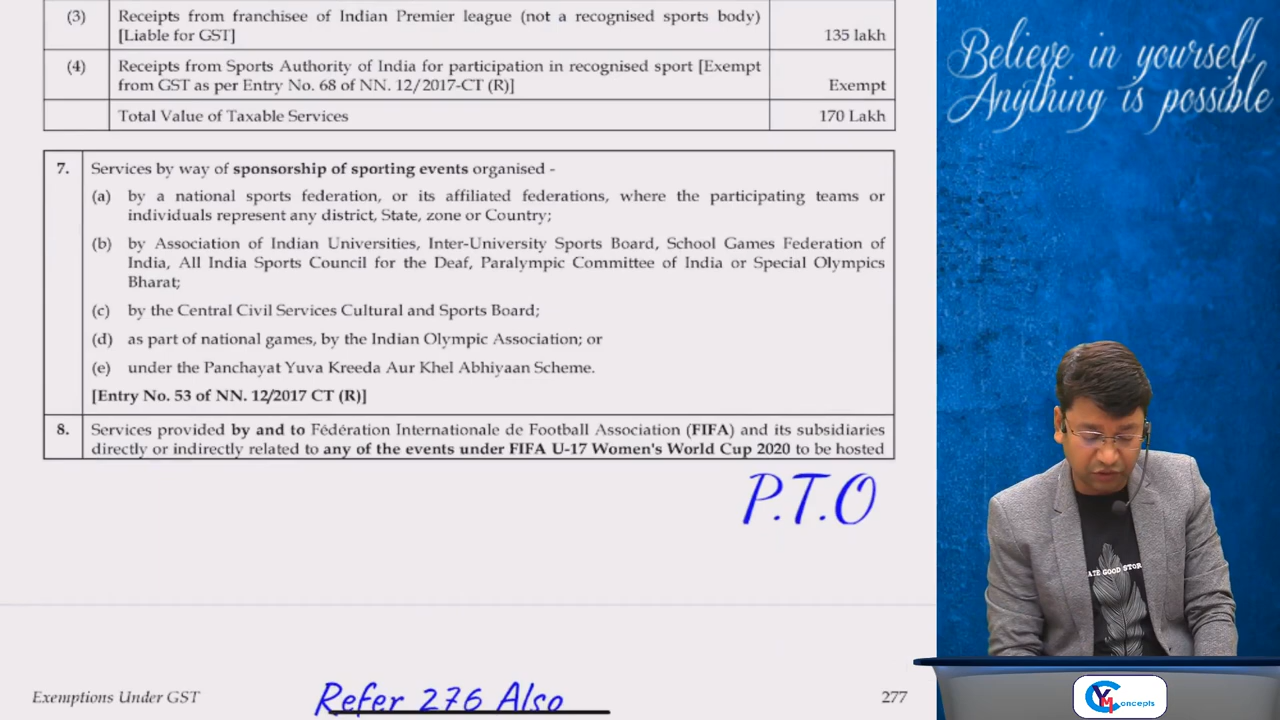 (3) Receipts from franchisee of Indian Premier league (not a recognised sports body)
[Liable for GST] 135 lakh
(4) Receipts from Sports Authority of India for participation in recognised sport [Exempt
from GST as per Entry No. 68 of NN. 12/2017-CT (R)] Exempt
Total Value of Taxable Services 170 Lakh
7. Services by way of sponsorship of sporting events organised -
(a) by a national sports federation, or its affiliated federations, where the participating teams or
individuals represent any district, State, zone or Country;
(b) by Association of Indian Universities, Inter-University Sports Board, School Games Federation of
India, All India Sports Council for the Deaf, Paralympic Committee of India or Special Olympics
Bharat;
(c) by the Central Civil Services Cultural and Sports Board;
(d) as part of national games, by the Indian Olympic Association; or
(e) under the Panchayat Yuva Kreeda Aur Khel Abhiyaan Scheme.
[Entry No. 53 of NN. 12/2017 CT (R)]
8. Services provided by and to Fédération Internationale de Football Association (FIFA) and its subsidiaries
directly or indirectly related to any of the events under FIFA U-17 Women's World Cup 2020 to be hosted
P.T.O
Exemptions Under GST Refer 276 Also 277
Believe in yourself
Anything is possible
ATE GOOD STOR
YM Concepts